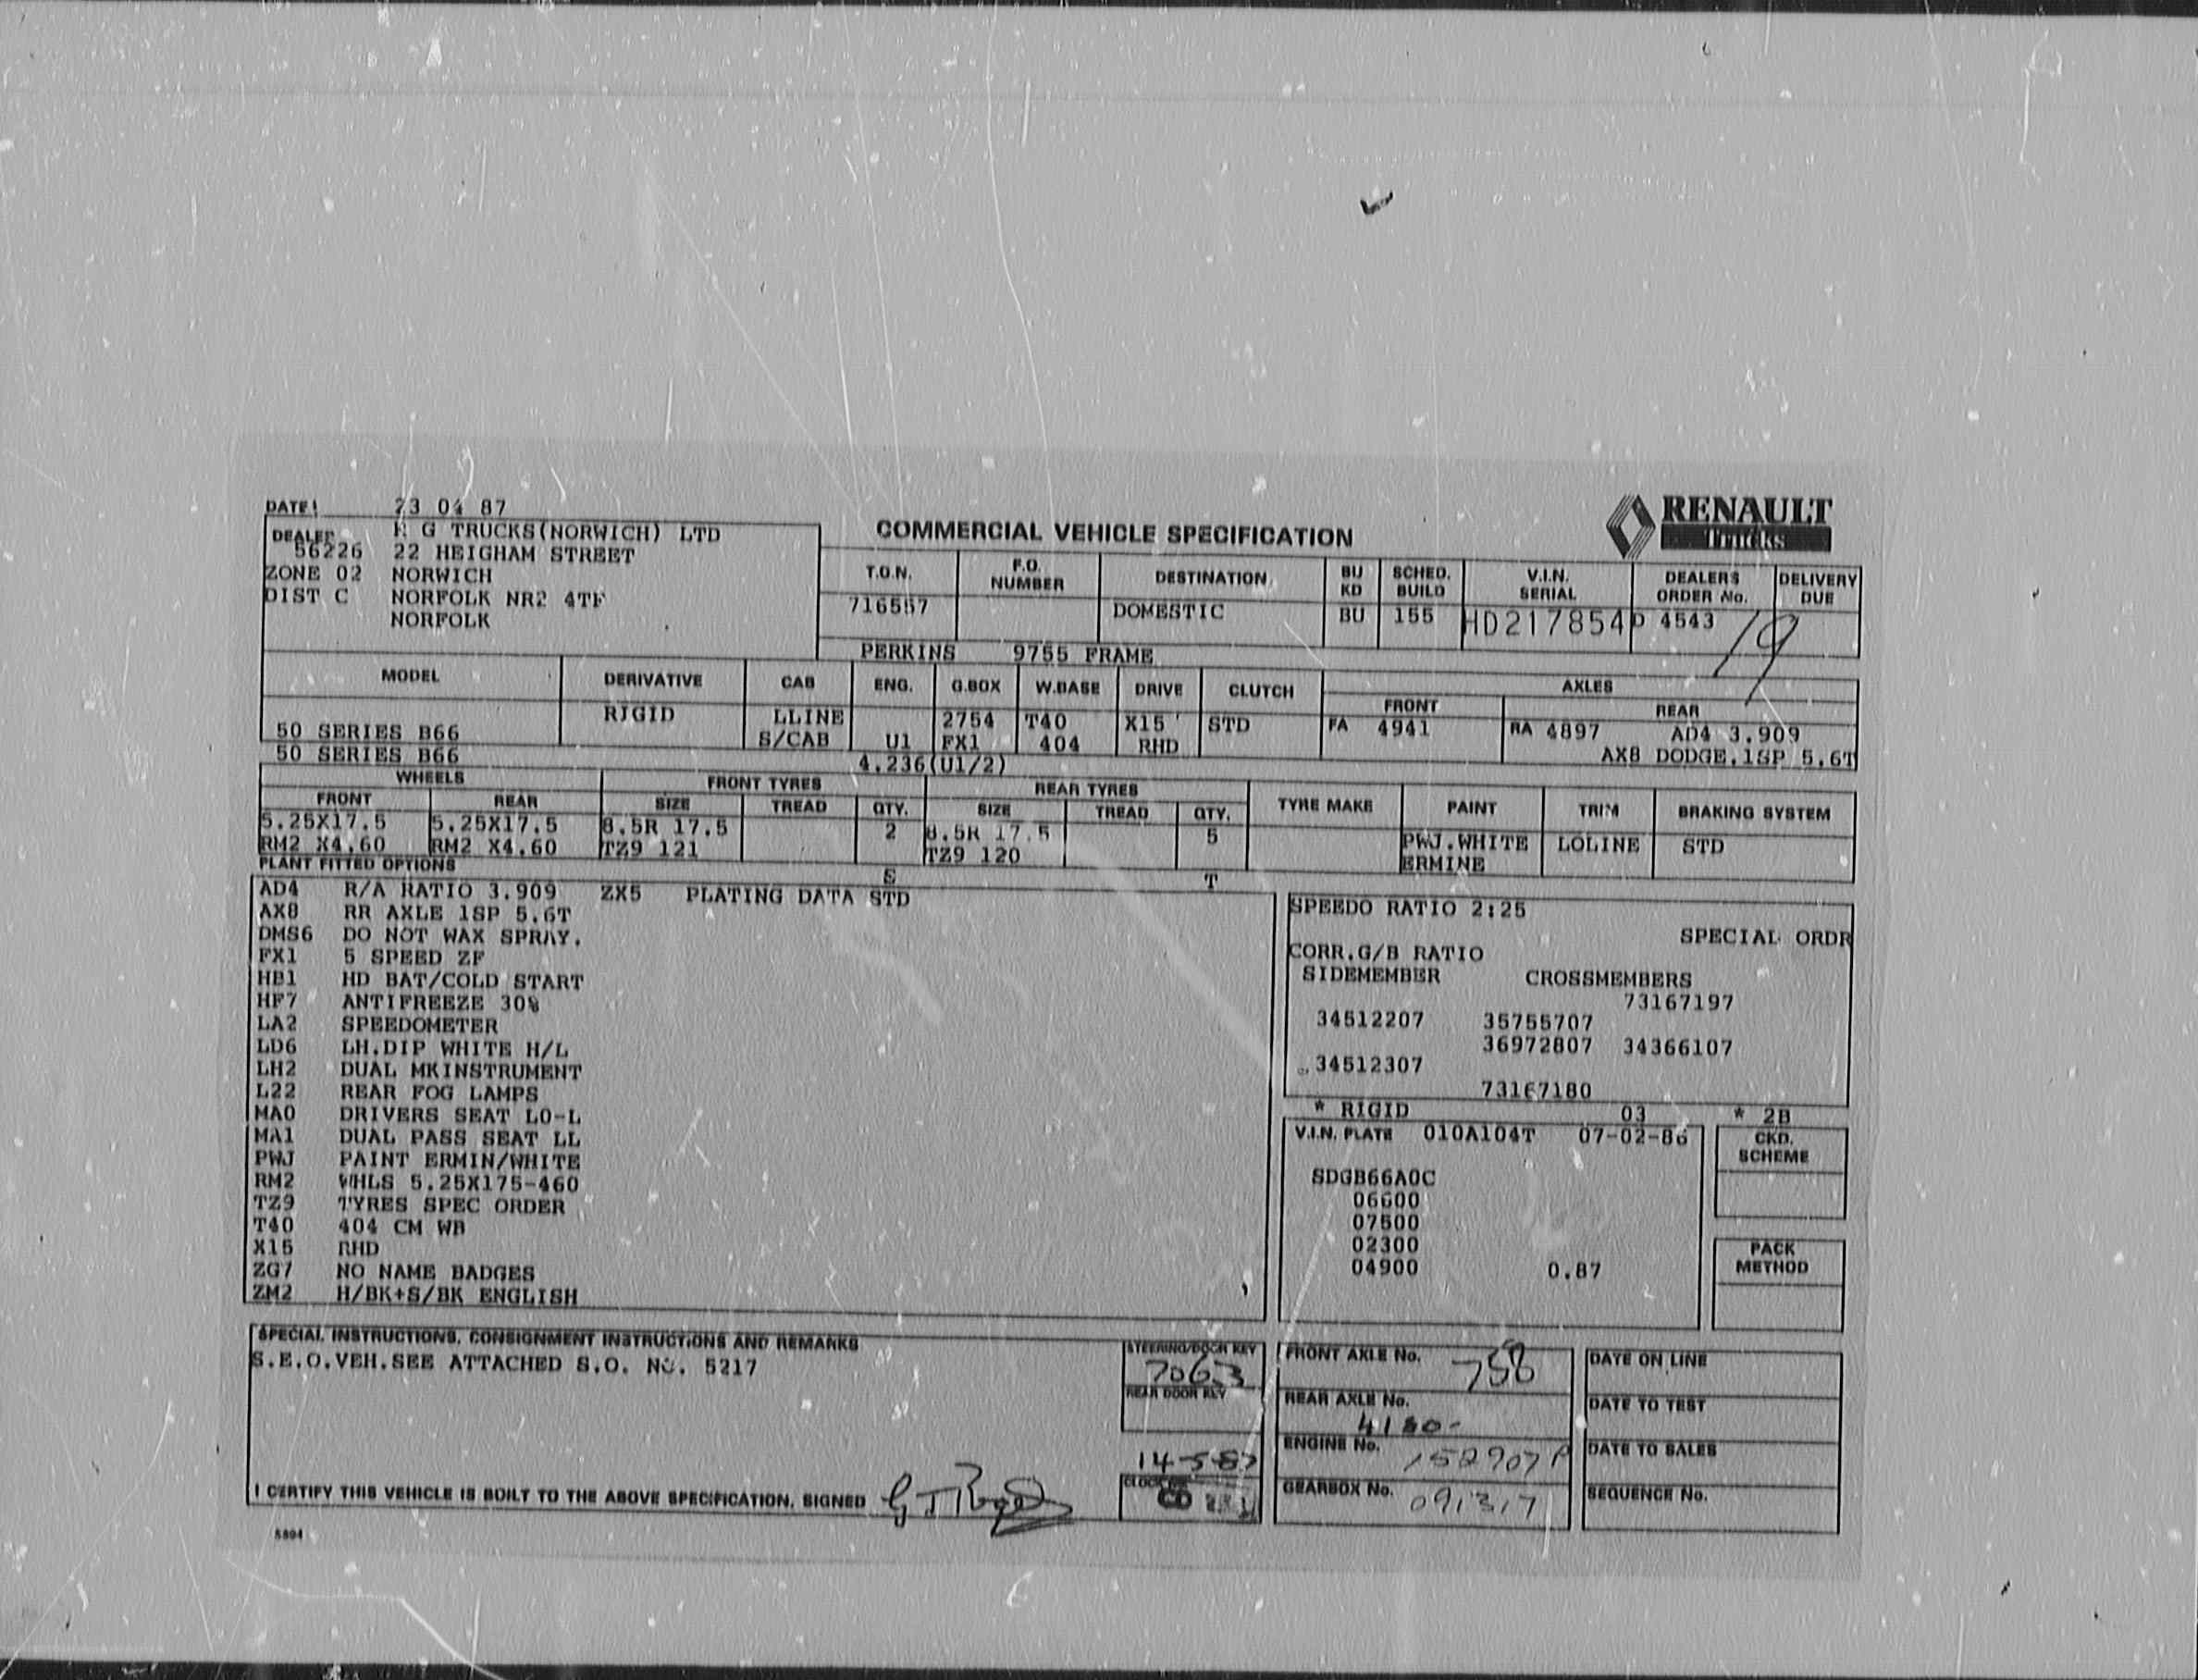 DATE! 23 04 87
RENAULT
Trucks
COMMERCIAL VEHICLE SPECIFICATION
DEALER G TRUCKS(NORWICH) LTD
56226 22 HEIGHAM STREET
ZONE 02 NORWICH
DIST C NORFOLK NR2 4TF
NORFOLK
T.O.N. F.O. NUMBER DESTINATION BU KD SCHED. BUILD V.I.N. SERIAL DEALERS ORDER No. DELIVERY DUE
716557 DOMESTIC BU 155 HD217854 D 4543 19
PERKINS 9755 FRAME
MODEL DERIVATIVE CAB ENG. G.BOX W.BASE DRIVE CLUTCH AXLES
FRONT REAR
RIGID LLINE 2754 T40 X15 STD FA 4941 RA 4897 AD4 3.909
50 SERIES B66 S/CAB U1 FX1 404 RHD AX8 DODGE.1SP 5.6T
50 SERIES B66 4.236(U1/2)
WHEELS FRONT TYRES REAR TYRES TYRE MAKE PAINT TRIM BRAKING SYSTEM
FRONT REAR SIZE TREAD QTY. SIZE TREAD QTY.
5.25X17.5 5.25X17.5 8.5R 17.5 2 8.5R 17.5 5 PWJ.WHITE LOLINE STD
RM2 X4.60 RM2 X4.60 TZ9 121 TZ9 120 ERMINE
PLANT FITTED OPTIONS S T
AD4 R/A RATIO 3.909 ZX5 PLATING DATA STD
AX8 RR AXLE 1SP 5.6T
DMS6 DO NOT WAX SPRAY.
FX1 5 SPEED ZF
HB1 HD BAT/COLD START
HF7 ANTIFREEZE 30%
LA2 SPEEDOMETER
LD6 LH.DIP WHITE H/L
LH2 DUAL MKINSTRUMENT
L22 REAR FOG LAMPS
MA0 DRIVERS SEAT LO-L
MA1 DUAL PASS SEAT LL
PWJ PAINT ERMIN/WHITE
RM2 WHLS 5.25X175-460
TZ9 TYRES SPEC ORDER
T40 404 CM WB
X15 RHD
ZG7 NO NAME BADGES
ZM2 H/BK+S/BK ENGLISH
SPEEDO RATIO 2:25
SPECIAL ORDR
CORR.G/B RATIO
SIDEMEMBER CROSSMEMBERS
73167197
34512207 35755707
36972807 34366107
34512307
73167180
* RIGID 03 * 2B
V.I.N. PLATE 010A104T 07-02-86
SDGB66A0C
06600
07500
02300
04900 0.87
CKD. SCHEME
PACK METHOD
SPECIAL INSTRUCTIONS, CONSIGNMENT INSTRUCTIONS AND REMARKS
S.E.O.VEH.SEE ATTACHED S.O. NO. 5217
I CERTIFY THIS VEHICLE IS BUILT TO THE ABOVE SPECIFICATION. SIGNED
STEERING/DOOR KEY
7063
REAR DOOR KEY
14-5-87
FRONT AXLE No. 758
REAR AXLE No.
4180-
ENGINE No. 152907P
GEARBOX No. 091317
DATE ON LINE
DATE TO TEST
DATE TO SALES
SEQUENCE No.
5894